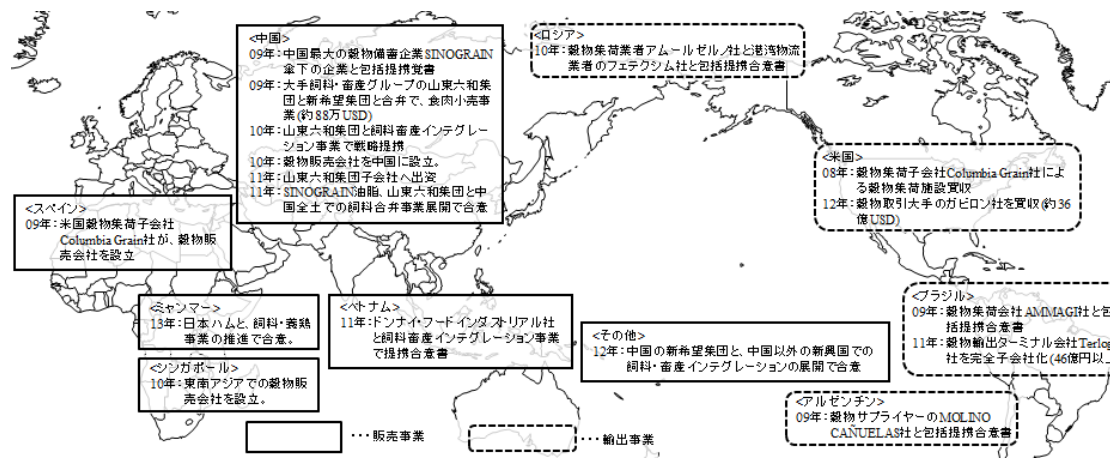 <中国>
09年：中国最大の穀物備蓄企業SINOGRAIN
傘下の企業と包括提携覚書
09年：大手飼料・畜産グループの山東六和集
団と新希望集団と合弁で、食肉小売事
業(約88万USD)
10年：山東六和集団と飼料畜産インテグレー
ション事業で戦略提携
10年：穀物販売会社を中国に設立。
11年：山東六和集団子会社へ出資
11年：SINOGRAIN油脂、山東六和集団と中
国全土での飼料合弁事業展開で合意
<ロシア>
10年：穀物集荷業者アムールゼルノ社と港湾物流
業者のフェテクシム社と包括提携合意書
<米国>
08年：穀物集荷子会社Columbia Grain社によ
る穀物集荷施設買収
12年：穀物取引大手のガビロン社を買収(約36
億USD)
<スペイン>
09年：米国穀物集荷子会社
Columbia Grain社が、穀物販
売会社を設立
<ミャンマー>
13年：日本ハムと、飼料・養鶏
事業の推進で合意。
<シンガポール>
10年：東南アジアでの穀物販
売会社を設立。
<ベトナム>
11年：ドンナイ・フードインダストリアル社
と飼料畜産インテグレーション事業
で提携合意書
<その他>
12年：中国の新希望集団と、中国以外の新興国での
飼料・畜産インテグレーションの展開で合意
<ブラジル>
09年：穀物集荷会社AMMAGI社と包
括提携合意書
11年：穀物輸出ターミナル会社Terlog
社を完全子会社化(46億円以上
<アルゼンチン>
09年：穀物サプライヤーのMOLINO
CAÑUELAS社と包括提携合意書
･･･販売事業
･･･輸出事業